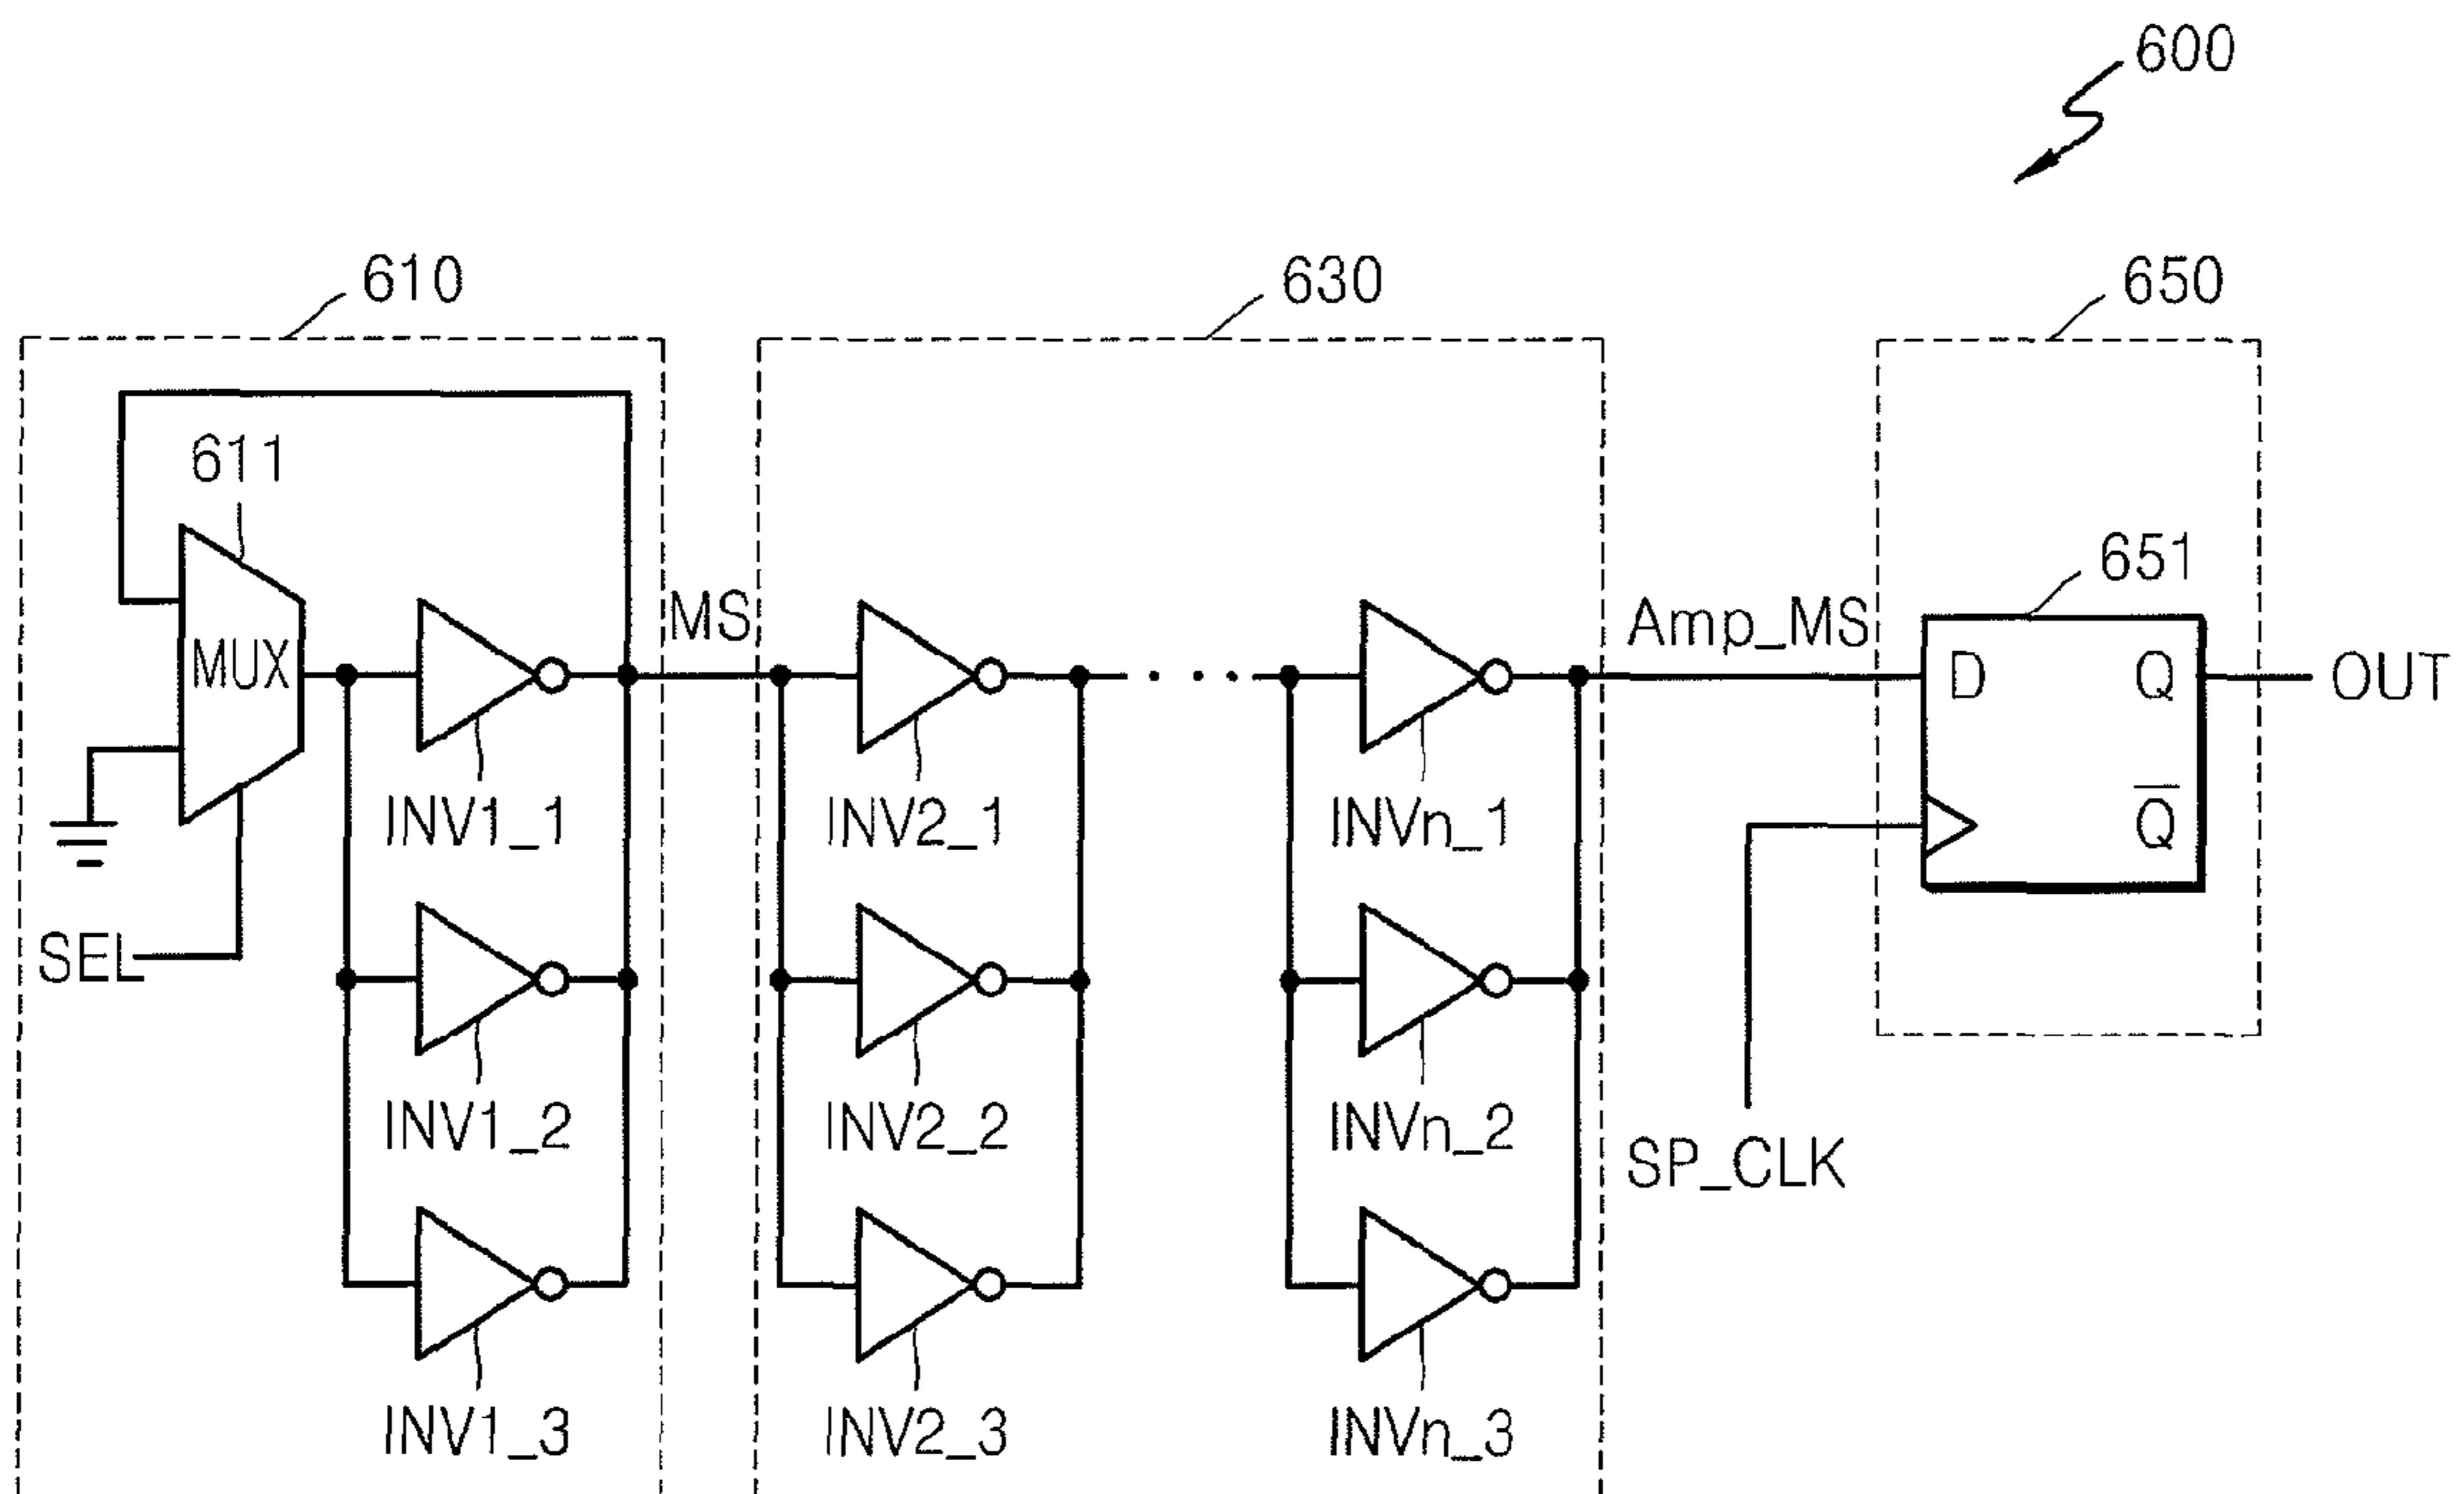 600
610
630
650
611
651
MUX
MS
Amp_MS
D
Q
OUT
Q̅
INV1_1
INV2_1
INVn_1
SEL
INV1_2
INV2_2
INVn_2
SP_CLK
INV1_3
INV2_3
INVn_3